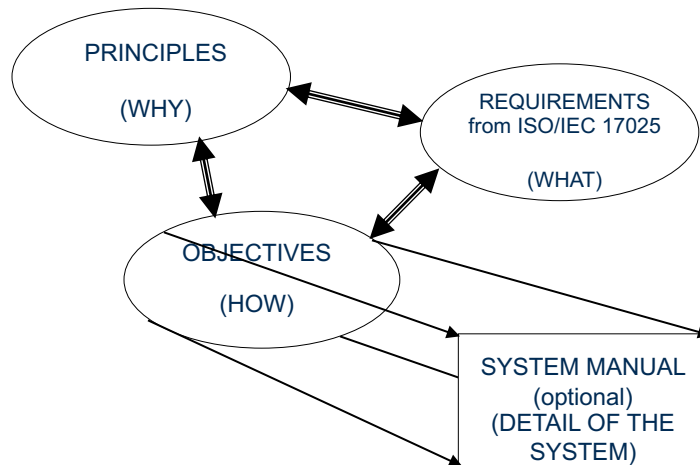 PRINCIPLES
(WHY)
REQUIREMENTS
from ISO/IEC 17025
(WHAT)
OBJECTIVES
(HOW)
SYSTEM MANUAL
(optional)
(DETAIL OF THE
SYSTEM)